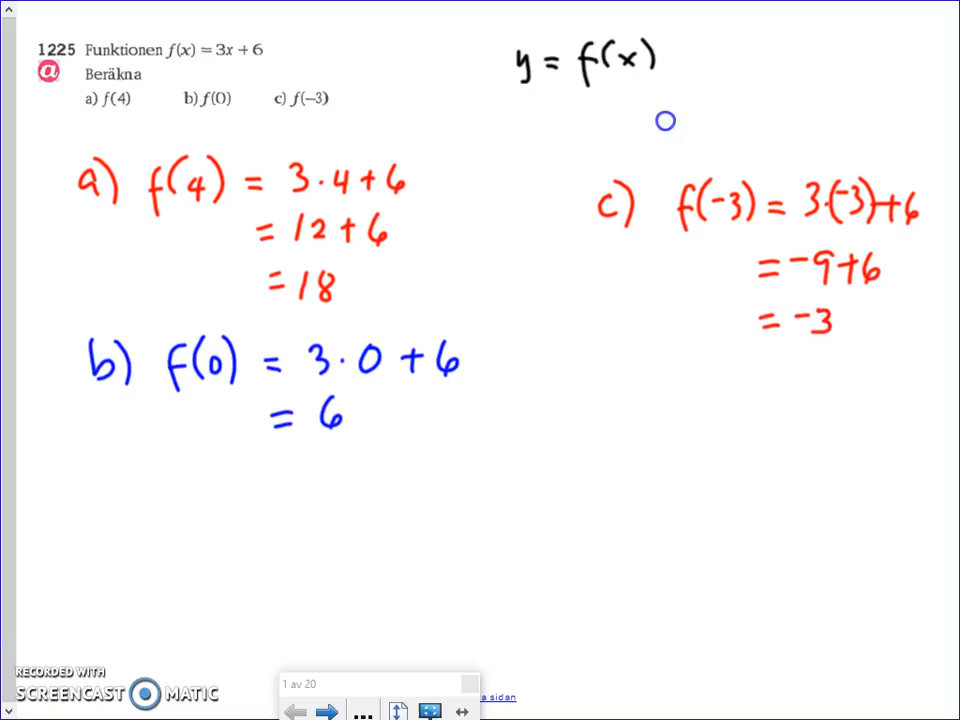 1225 Funktionen f(x) = 3x + 6
a
Beräkna
a) f(4) b) f(0) c) f(−3)
y = f(x)
a) f(4) = 3·4+6
= 12+6
= 18
b) f(0) = 3·0+6
= 6
c) f(-3) = 3·(-3)+6
= -9+6
= -3
RECORDED WITH
SCREENCAST MATIC
1 av 20
a sidan